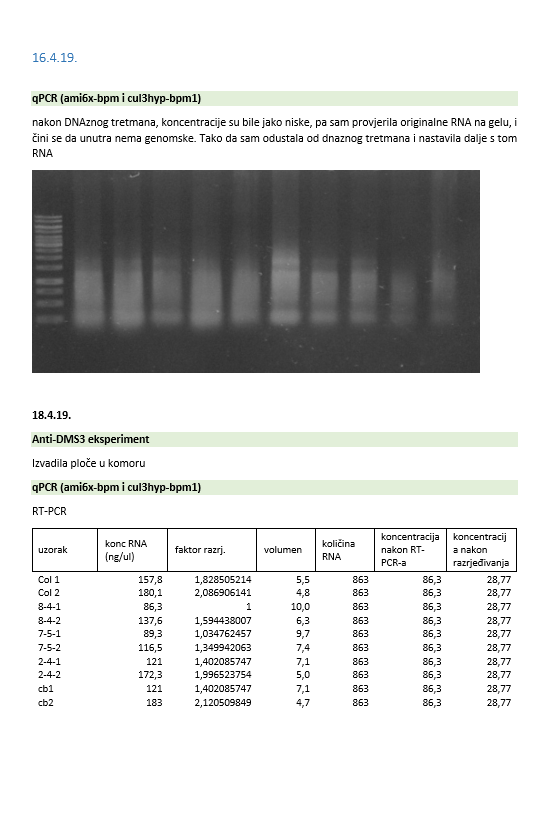 16.4.19.
qPCR (ami6x-bpm i cul3hyp-bpm1)
nakon DNAznog tretmana, koncentracije su bile jako niske, pa sam provjerila originalne RNA na gelu, i
čini se da unutra nema genomske. Tako da sam odustala od dnaznog tretmana i nastavila dalje s tom
RNA
18.4.19.
Anti-DMS3 eksperiment
Izvadila ploče u komoru
qPCR (ami6x-bpm i cul3hyp-bpm1)
RT-PCR
uzorak konc RNA (ng/ul) faktor razrj. volumen količina RNA koncentracija nakon RT-PCR-a koncentracija nakon razrjeđivanja
Col 1 157,8 1,828505214 5,5 863 86,3 28,77
Col 2 180,1 2,086906141 4,8 863 86,3 28,77
8-4-1 86,3 1 10,0 863 86,3 28,77
8-4-2 137,6 1,594438007 6,3 863 86,3 28,77
7-5-1 89,3 1,034762457 9,7 863 86,3 28,77
7-5-2 116,5 1,349942063 7,4 863 86,3 28,77
2-4-1 121 1,402085747 7,1 863 86,3 28,77
2-4-2 172,3 1,996523754 5,0 863 86,3 28,77
cb1 121 1,402085747 7,1 863 86,3 28,77
cb2 183 2,120509849 4,7 863 86,3 28,77